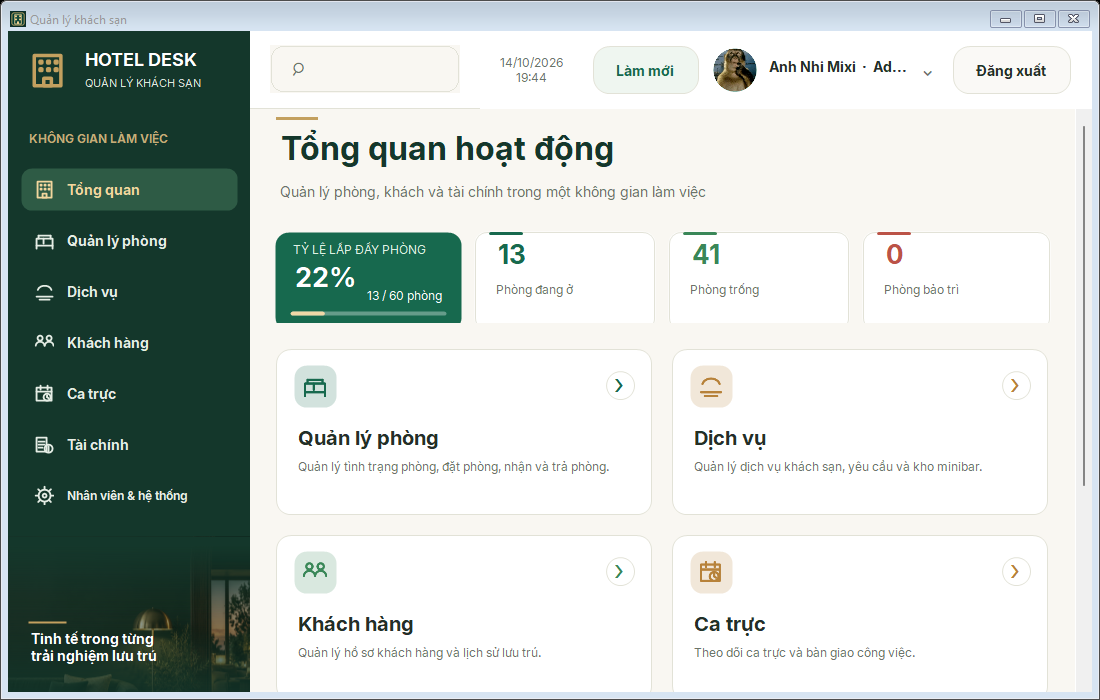 Quản lý khách sạn
HOTEL DESK
QUẢN LÝ KHÁCH SẠN
KHÔNG GIAN LÀM VIỆC
Tổng quan
Quản lý phòng
Dịch vụ
Khách hàng
Ca trực
Tài chính
Nhân viên & hệ thống
Tinh tế trong từng
trải nghiệm lưu trú
14/10/2026
19:44
Làm mới
Anh Nhi Mixi · Ad...
Đăng xuất
Tổng quan hoạt động
Quản lý phòng, khách và tài chính trong một không gian làm việc
TỶ LỆ LẤP ĐẦY PHÒNG
22%
13 / 60 phòng
13
Phòng đang ở
41
Phòng trống
0
Phòng bảo trì
Quản lý phòng
Quản lý tình trạng phòng, đặt phòng, nhận và trả phòng.
Dịch vụ
Quản lý dịch vụ khách sạn, yêu cầu và kho minibar.
Khách hàng
Quản lý hồ sơ khách hàng và lịch sử lưu trú.
Ca trực
Theo dõi ca trực và bàn giao công việc.